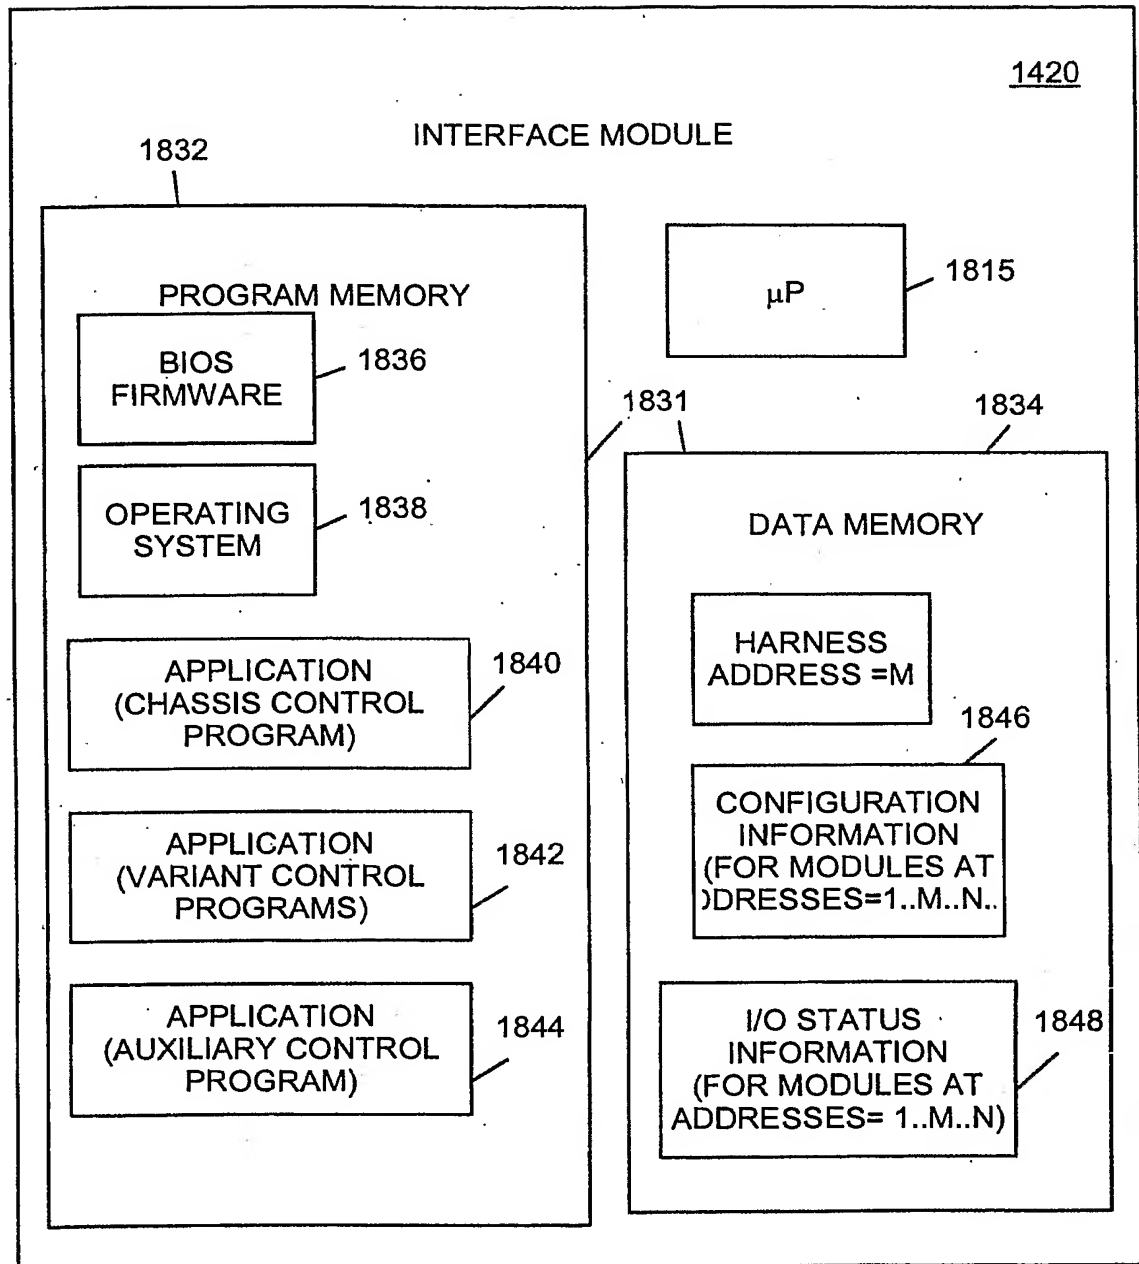 1420
INTERFACE MODULE
1832
PROGRAM MEMORY
BIOS
FIRMWARE
1836
OPERATING
SYSTEM
1838
APPLICATION
(CHASSIS CONTROL
PROGRAM)
1840
APPLICATION
(VARIANT CONTROL
PROGRAMS)
1842
APPLICATION
(AUXILIARY CONTROL
PROGRAM)
1844
μP
1815
1831
1834
DATA MEMORY
HARNESS
ADDRESS =M
1846
CONFIGURATION
INFORMATION
(FOR MODULES AT
DDRESSES=1..M..N..
I/O STATUS
INFORMATION
(FOR MODULES AT
ADDRESSES= 1..M..N)
1848